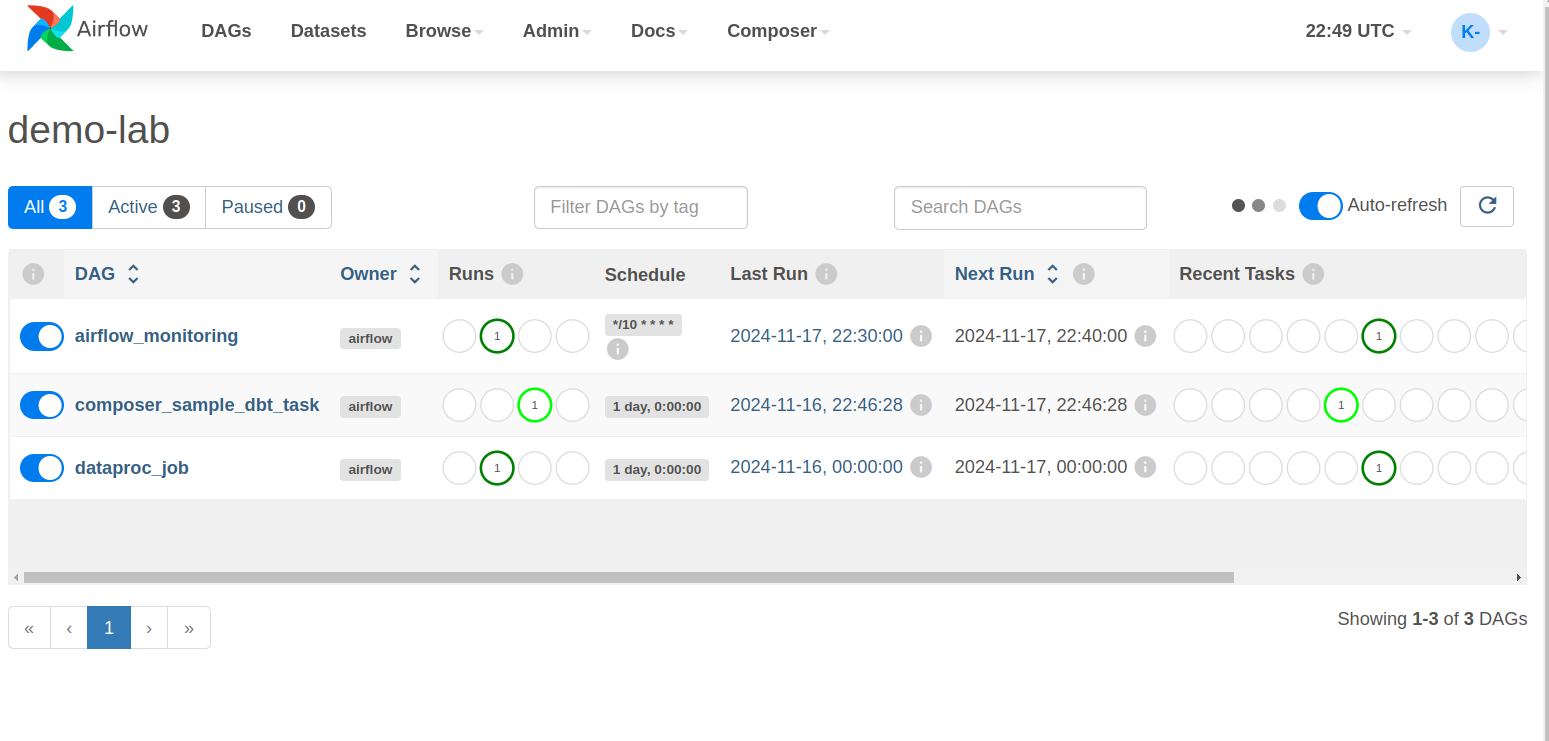 Airflow DAGs Datasets Browse Admin Docs Composer 22:49 UTC K-
demo-lab
All 3 Active 3 Paused 0 Filter DAGs by tag Search DAGs Auto-refresh
i DAG Owner Runs i Schedule Last Run i Next Run i Recent Tasks i
airflow_monitoring airflow 1 */10 * * * * i 2024-11-17, 22:30:00 i 2024-11-17, 22:40:00 i 1
composer_sample_dbt_task airflow 1 1 day, 0:00:00 2024-11-16, 22:46:28 i 2024-11-17, 22:46:28 i 1
dataproc_job airflow 1 1 day, 0:00:00 2024-11-16, 00:00:00 i 2024-11-17, 00:00:00 i 1
« ‹ 1 › » Showing 1-3 of 3 DAGs